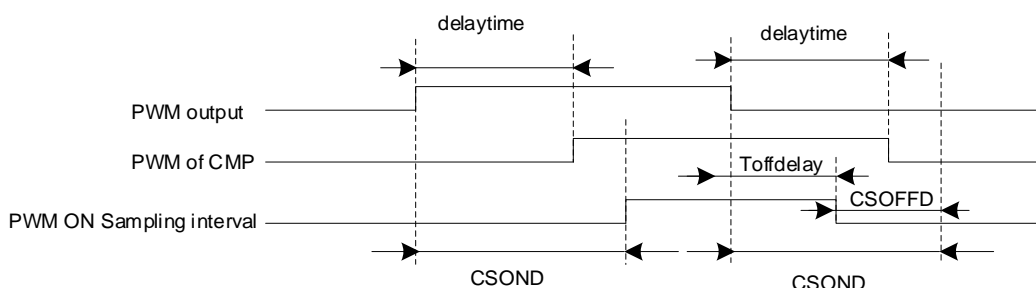 delaytime
delaytime
PWM output
PWM of CMP
Toffdelay
CSOFFD
PWM ON Sampling interval
CSOND
CSOND